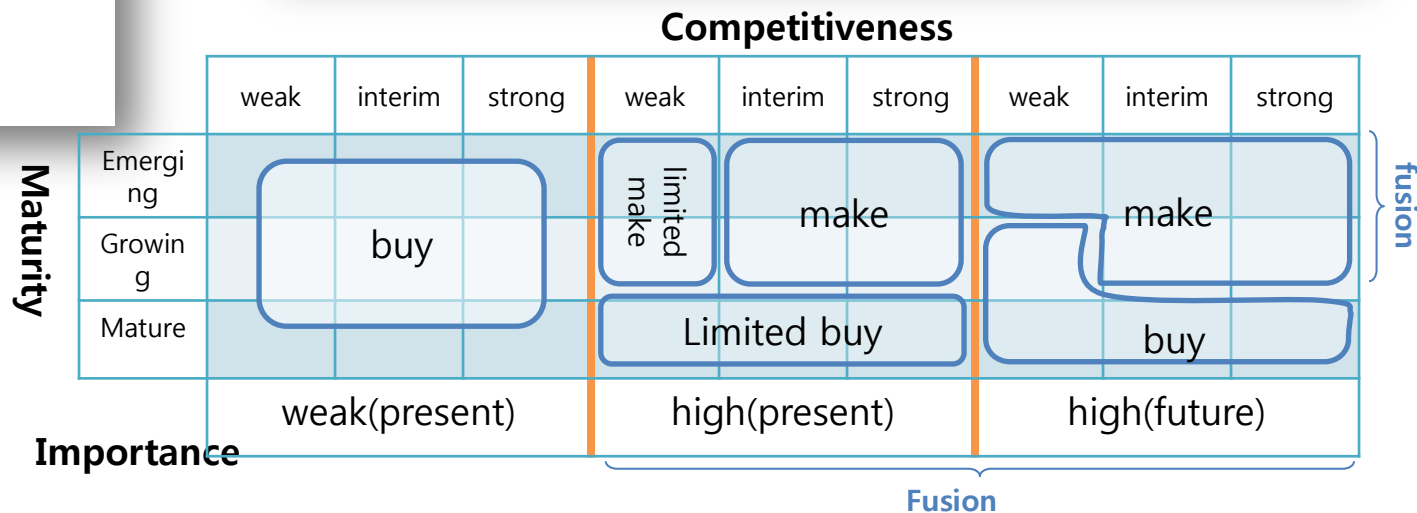 Competitiveness
weak interim strong weak interim strong weak interim strong
Maturity
Emergi
ng
Growin
g
Mature
buy
limited
make
make
make
Limited buy
buy
fusion
weak(present) high(present) high(future)
Importance
Fusion